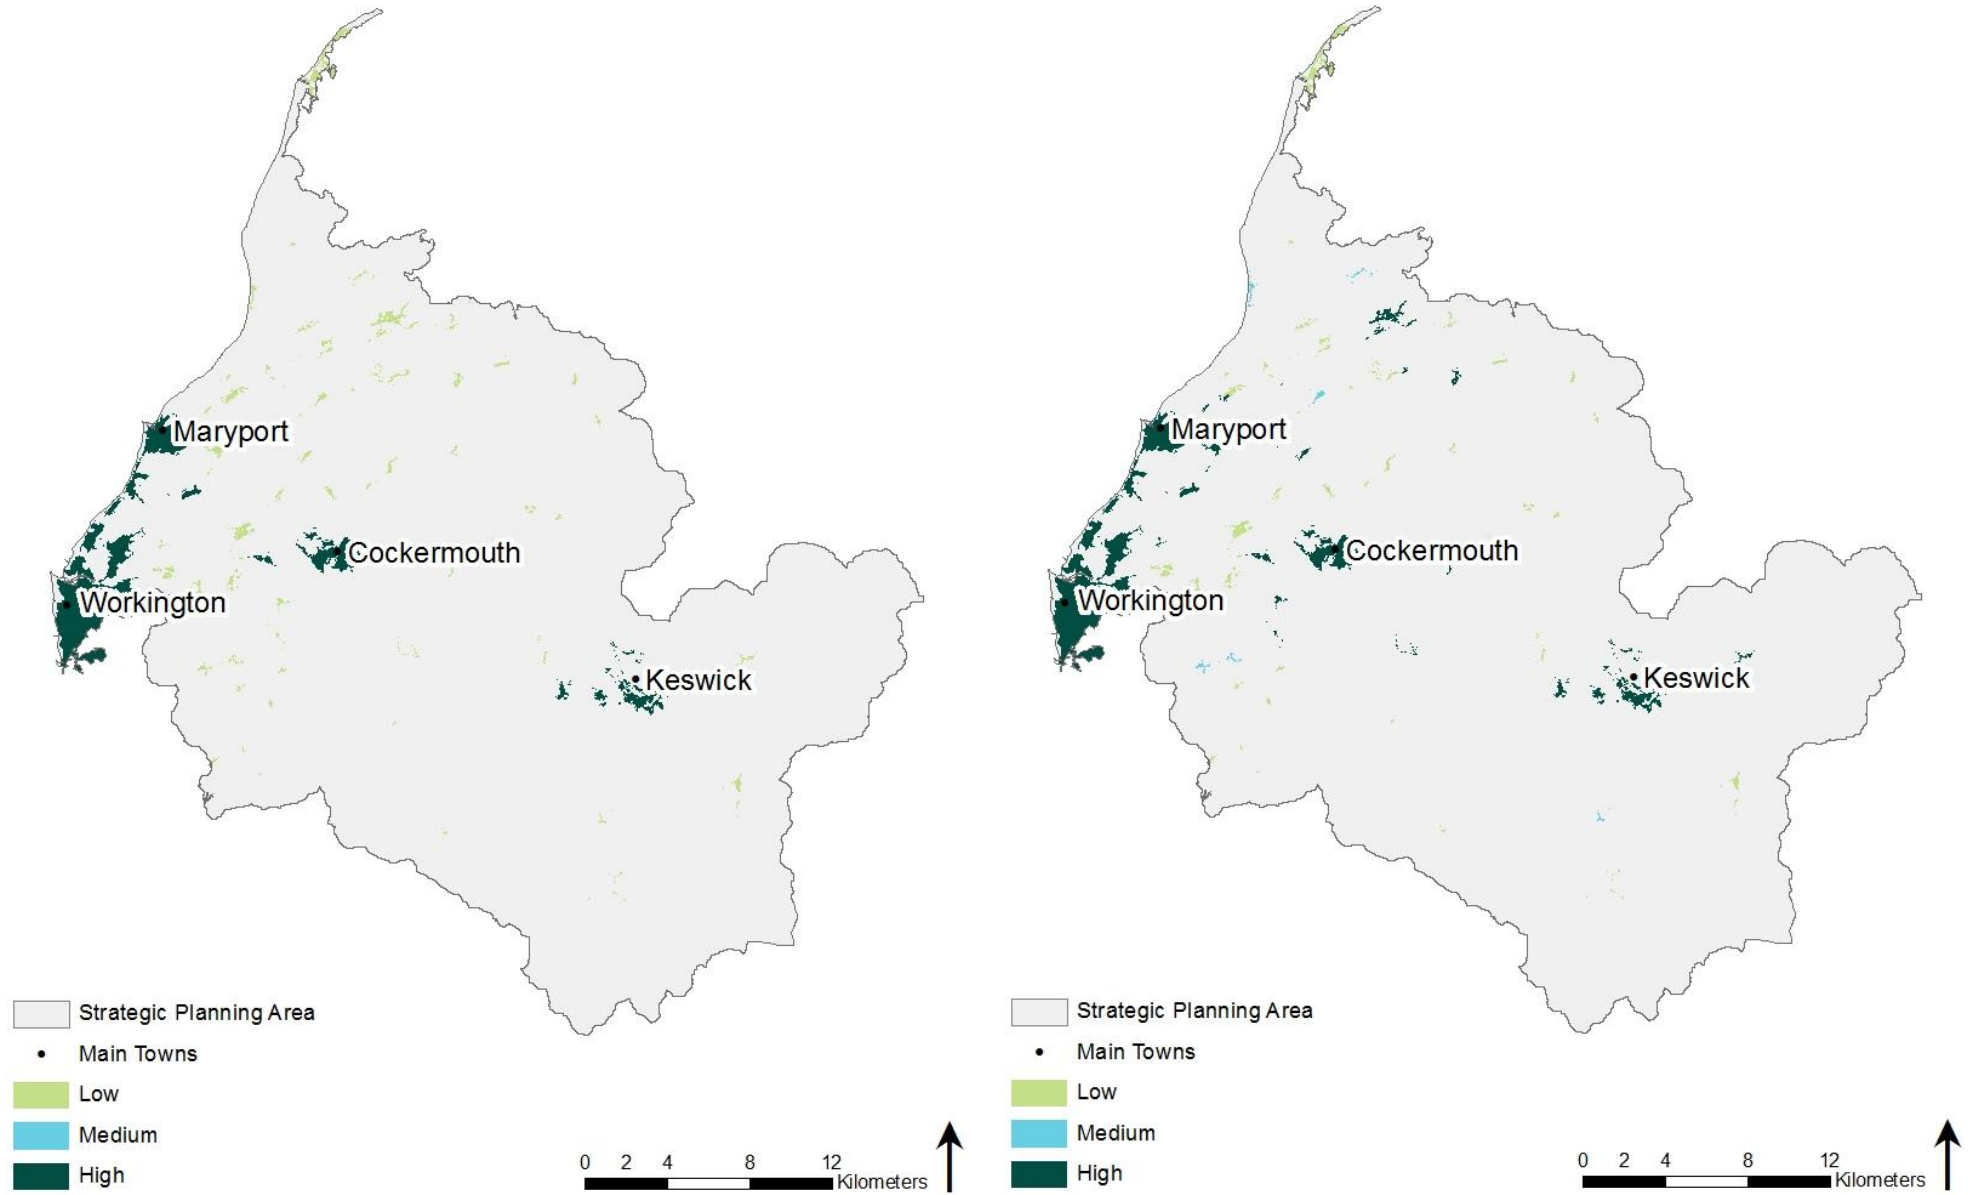 Maryport
Cockermouth
Workington
Keswick
Strategic Planning Area
Main Towns
Low
Medium
High
0 2 4 8 12
Kilometers
Maryport
Cockermouth
Workington
Keswick
Strategic Planning Area
Main Towns
Low
Medium
High
0 2 4 8 12
Kilometers